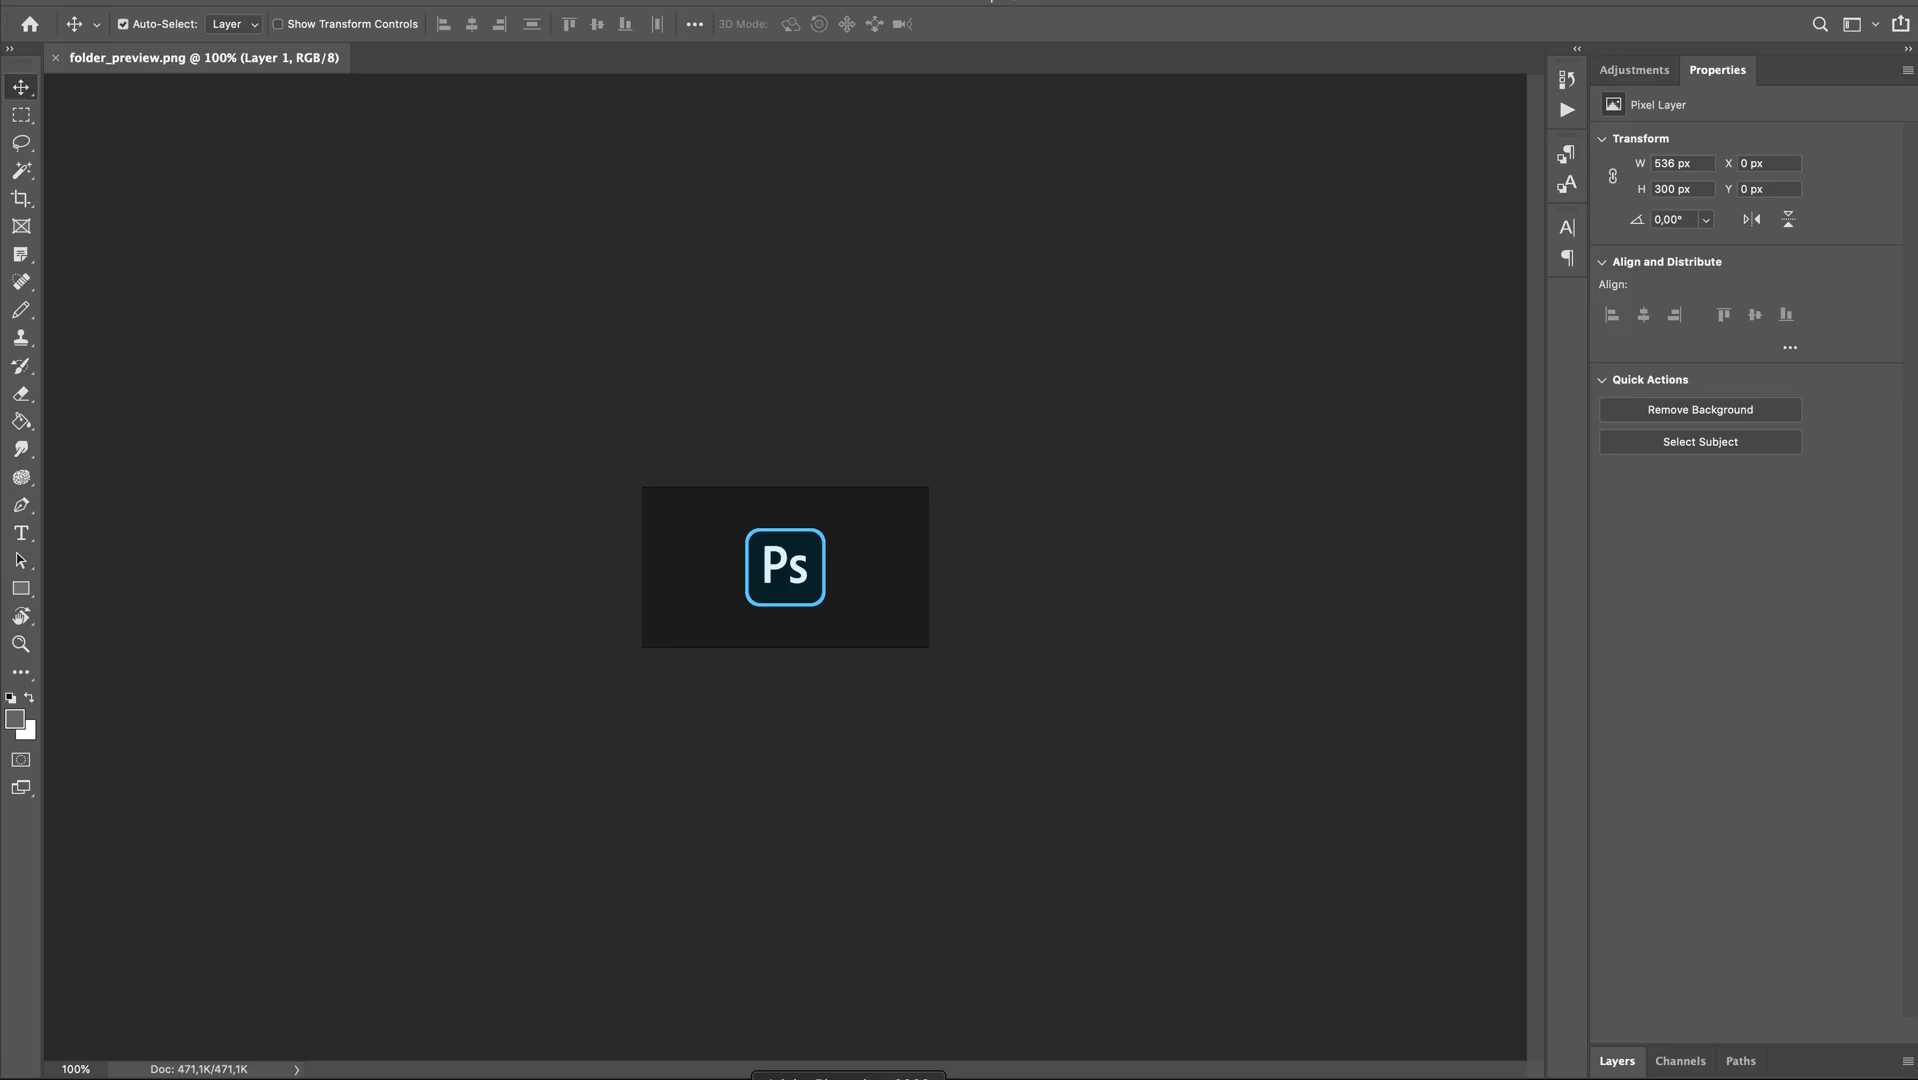 Auto-Select: Layer Show Transform Controls 3D Mode:
folder_preview.png @ 100% (Layer 1, RGB/8)
Adjustments Properties
Pixel Layer
Transform
W 536 px X 0 px
H 300 px Y 0 px
0,00°
Align and Distribute
Align:
Quick Actions
Remove Background
Select Subject
Ps
Layers Channels Paths
100% Doc: 471,1K/471,1K